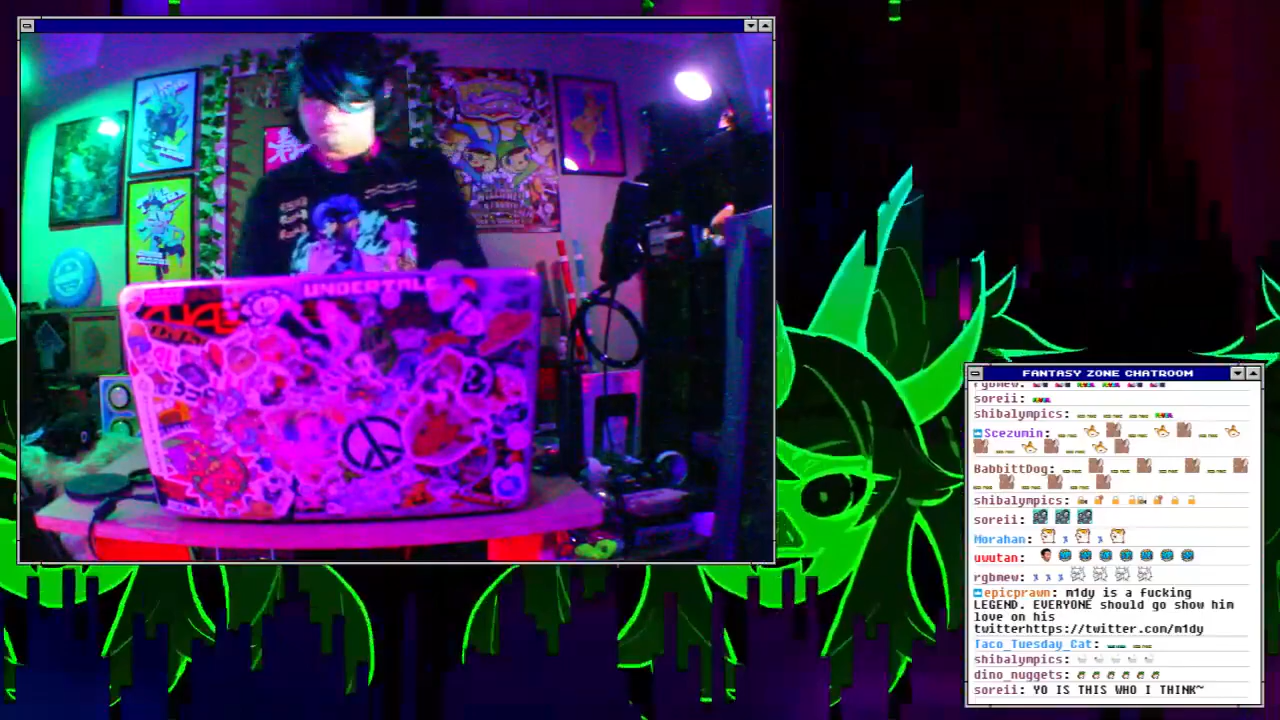 UNDERTALE
FANTASY ZONE CHATROOM
rgbmew:
soreii:
shibalympics:
Scezumin:
BabbittDog:
shibalympics:
soreii:
Morahan:
uwutan:
rgbmew:
epicprawn: m1dy is a fucking
LEGEND. EVERYONE should go show him
love on his
twitterhttps://twitter.com/m1dy
Taco_Tuesday_Cat:
shibalympics:
dino_nuggets:
soreii: YO IS THIS WHO I THINK~